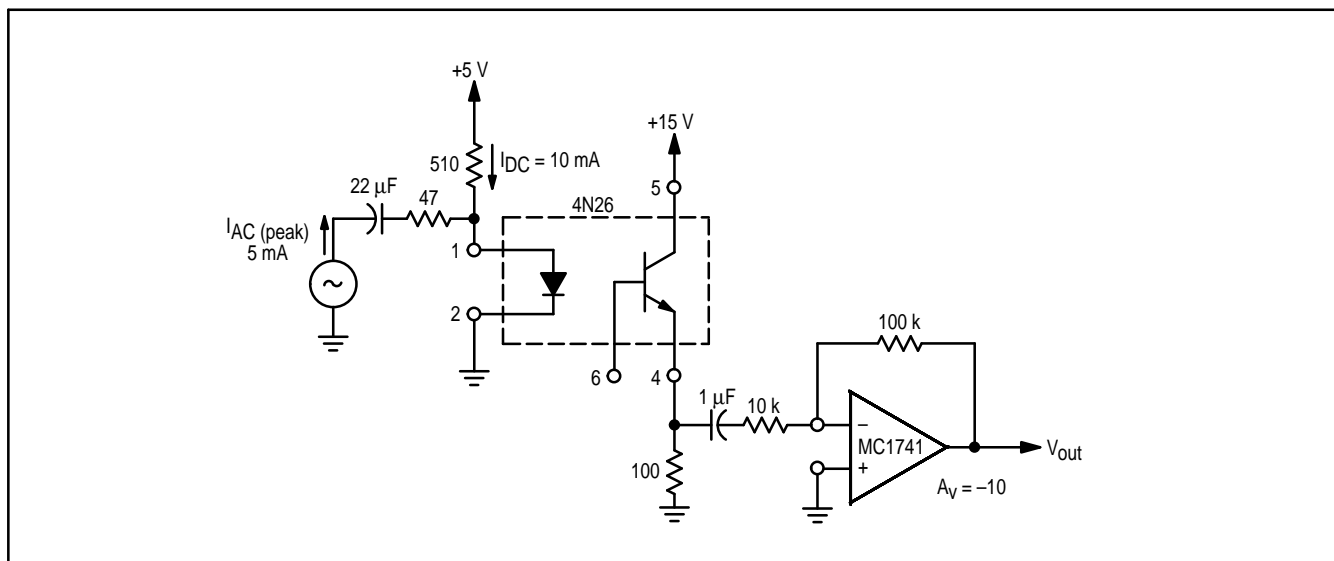 +5 V
+15 V
510
I_DC = 10 mA
22 μF
47
5
4N26
I_AC (peak)
5 mA
1
2
100 k
6
4
1 μF
10 k
–
MC1741
+
V_out
100
A_V = –10